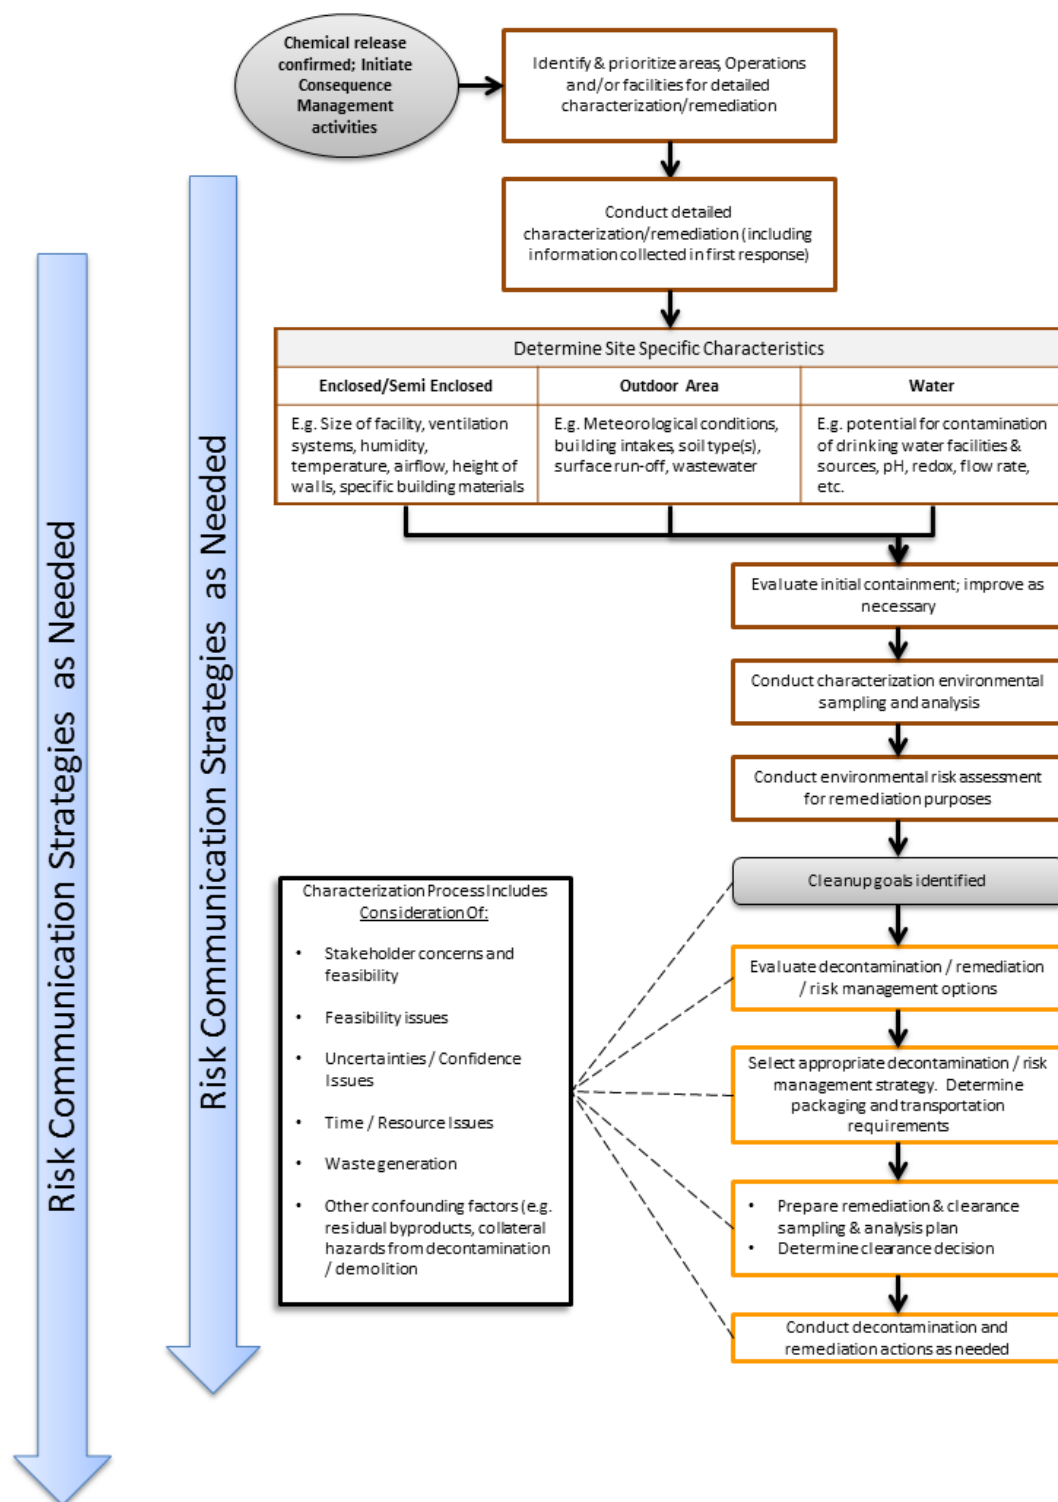 Chemical release
confirmed; Initiate
Consequence
Management
activities
Identify & prioritize areas, Operations
and/or facilities for detailed
characterization/remediation
Conduct detailed
characterization/remediation (including
information collected in first response)
Determine Site Specific Characteristics
Enclosed/Semi Enclosed
E.g. Size of facility, ventilation
systems, humidity,
temperature, airflow, height of
walls, specific building materials
Outdoor Area
E.g. Meteorological conditions,
building intakes, soil type(s),
surface run-off, wastewater
Water
E.g. potential for contamination
of drinking water facilities &
sources, pH, redox, flow rate,
etc.
Evaluate initial containment; improve as
necessary
Conduct characterization environmental
sampling and analysis
Conduct environmental risk assessment
for remediation purposes
Cleanup goals identified
Evaluate decontamination / remediation
/ risk management options
Select appropriate decontamination / risk
management strategy. Determine
packaging and transportation
requirements
• Prepare remediation & clearance
sampling & analysis plan
• Determine clearance decision
Conduct decontamination and
remediation actions as needed
Characterization Process Includes
Consideration Of:
• Stakeholder concerns and
feasibility
• Feasibility issues
• Uncertainties / Confidence
Issues
• Time / Resource Issues
• Waste generation
• Other confounding factors (e.g.
residual byproducts, collateral
hazards from decontamination
/ demolition
Risk Communication Strategies as Needed
Risk Communication Strategies as Needed